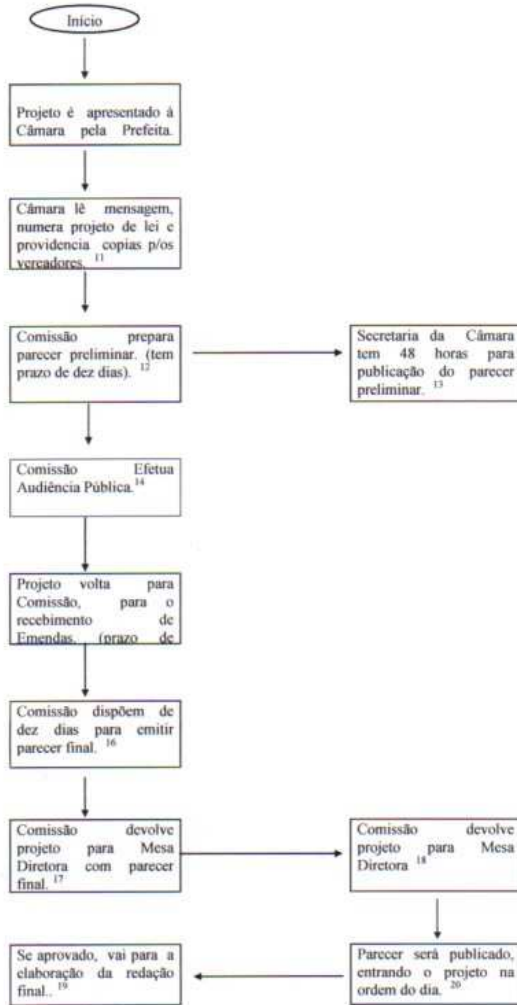 Início
Projeto é apresentado à
Câmara pela Prefeita.
Câmara lê mensagem,
numera projeto de lei e
providencia copias p/os
vereadores. 11
Comissão prepara
parecer preliminar. (tem
prazo de dez dias). 12
Secretaria da Câmara
tem 48 horas para
publicação do parecer
preliminar. 13
Comissão Efetua
Audiência Pública.14
Projeto volta para
Comissão, para o
recebimento de
Emendas. (prazo de
Comissão dispõem de
dez dias para emitir
parecer final. 16
Comissão devolve
projeto para Mesa
Diretora com parecer
final. 17
Comissão devolve
projeto para Mesa
Diretora 18
Se aprovado, vai para a
elaboração da redação
final.. 19
Parecer será publicado,
entrando o projeto na
ordem do dia. 20